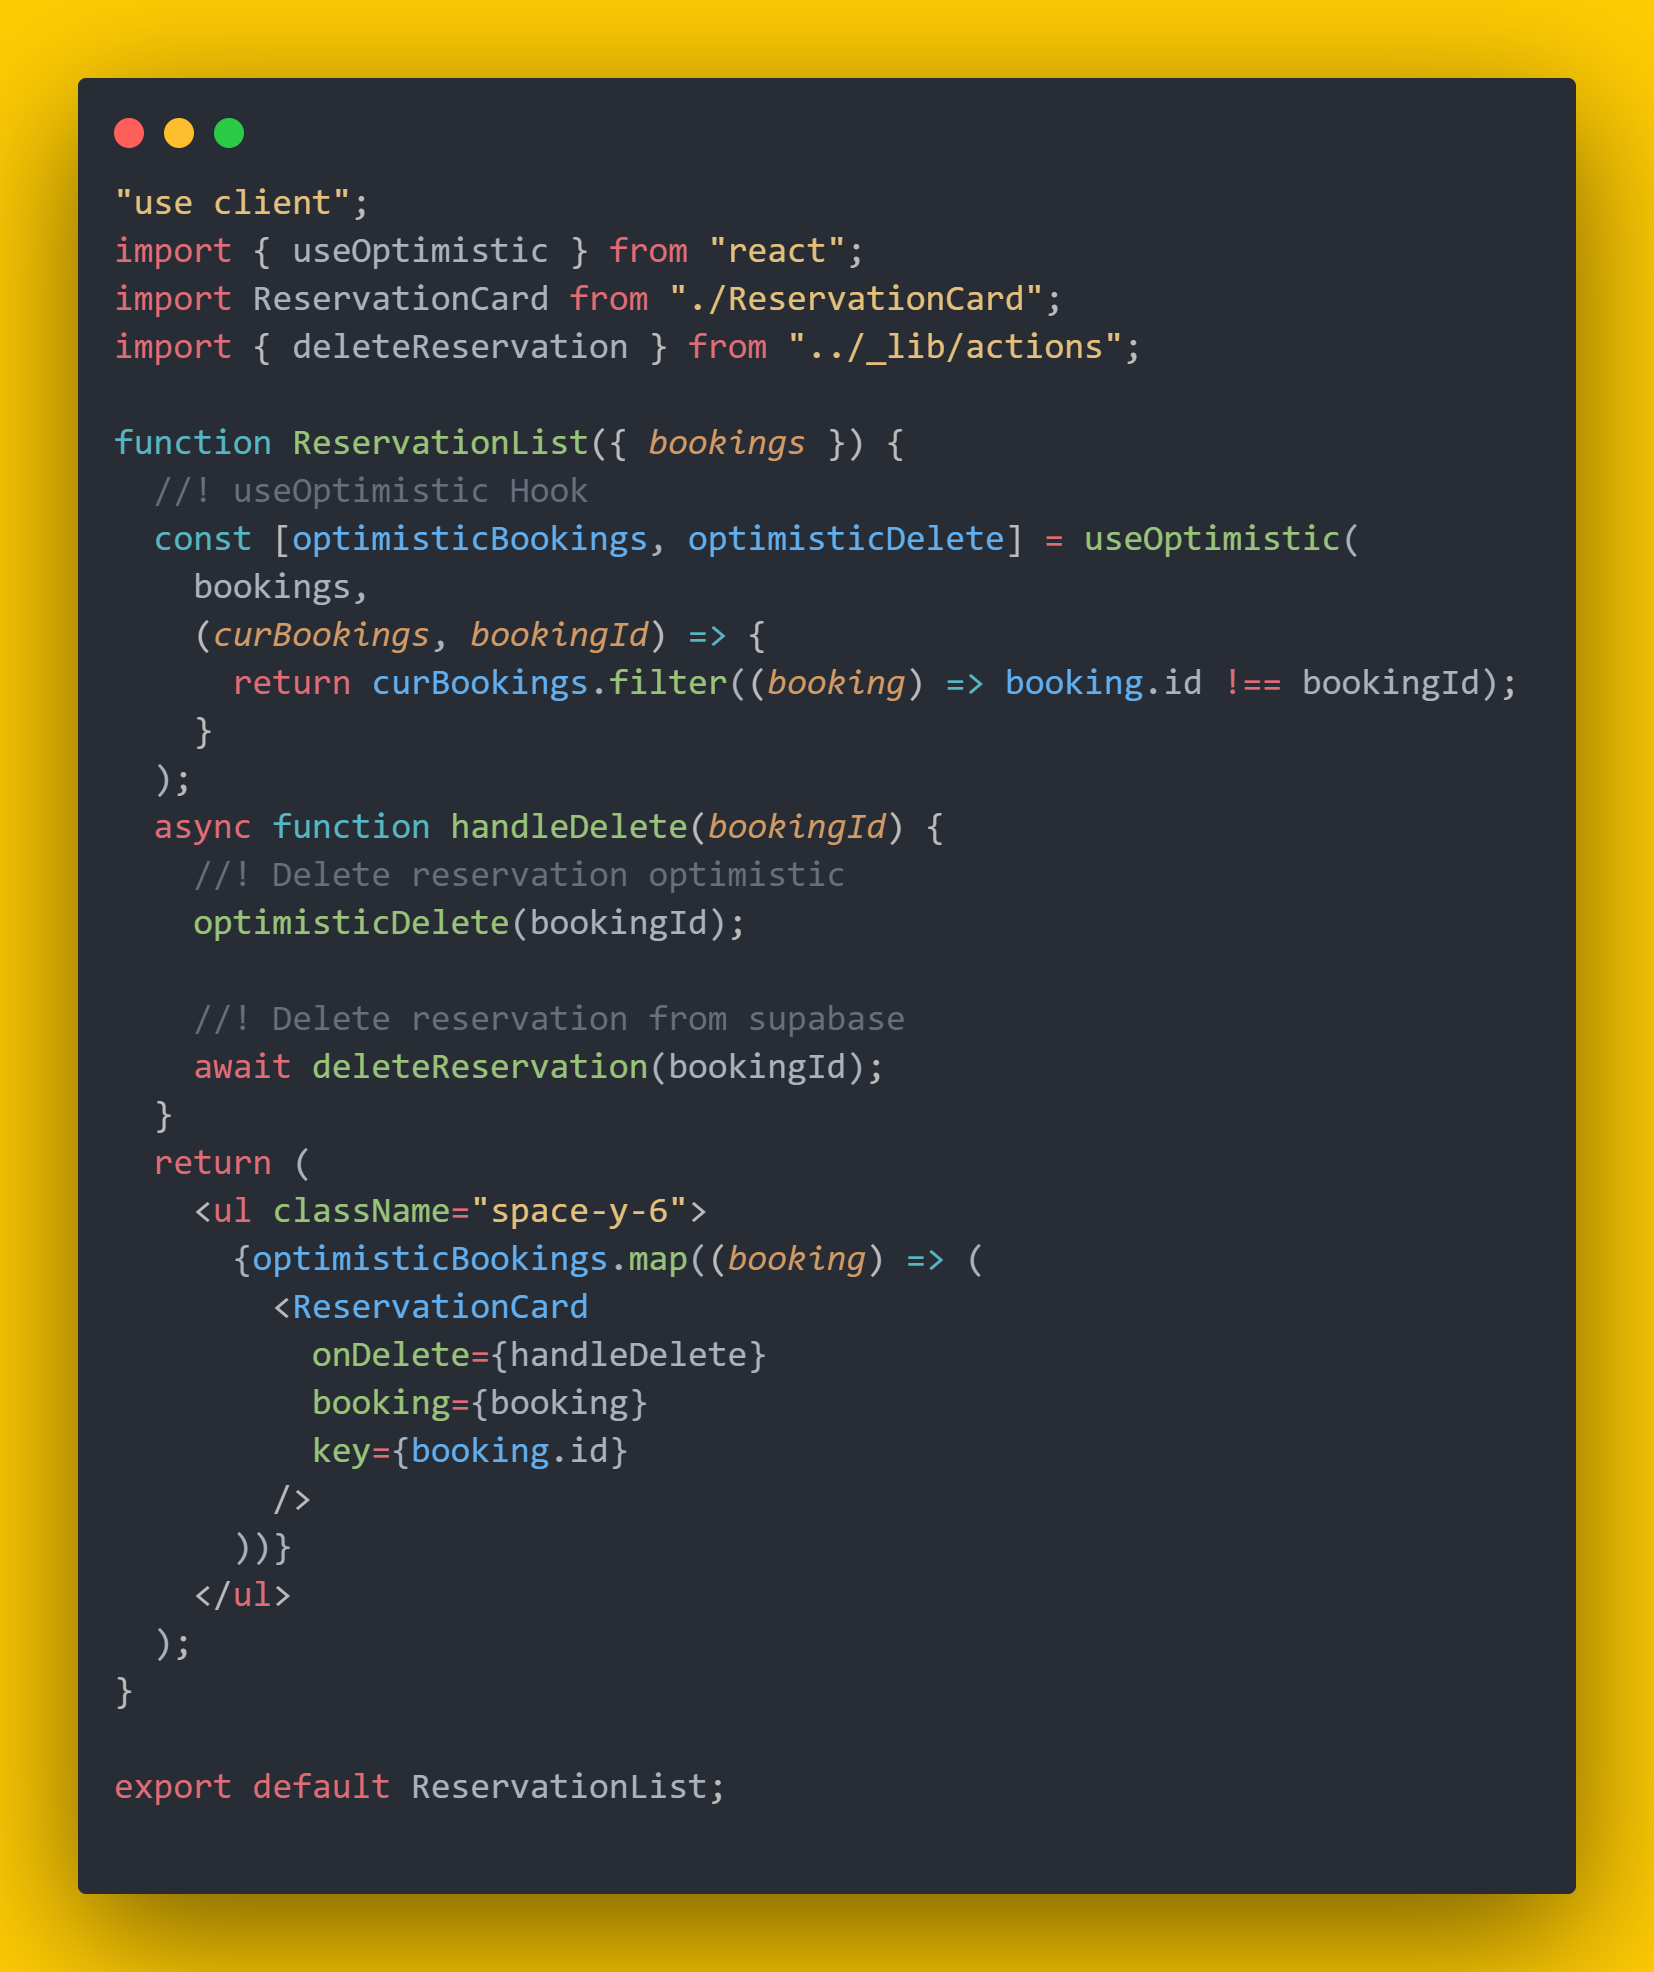 "use client";
import { useOptimistic } from "react";
import ReservationCard from "./ReservationCard";
import { deleteReservation } from "../_lib/actions";

function ReservationList({ bookings }) {
  //! useOptimistic Hook
  const [optimisticBookings, optimisticDelete] = useOptimistic(
    bookings,
    (curBookings, bookingId) => {
      return curBookings.filter((booking) => booking.id !== bookingId);
    }
  );
  async function handleDelete(bookingId) {
    //! Delete reservation optimistic
    optimisticDelete(bookingId);

    //! Delete reservation from supabase
    await deleteReservation(bookingId);
  }
  return (
    <ul className="space-y-6">
      {optimisticBookings.map((booking) => (
        <ReservationCard
          onDelete={handleDelete}
          booking={booking}
          key={booking.id}
        />
      ))}
    </ul>
  );
}

export default ReservationList;